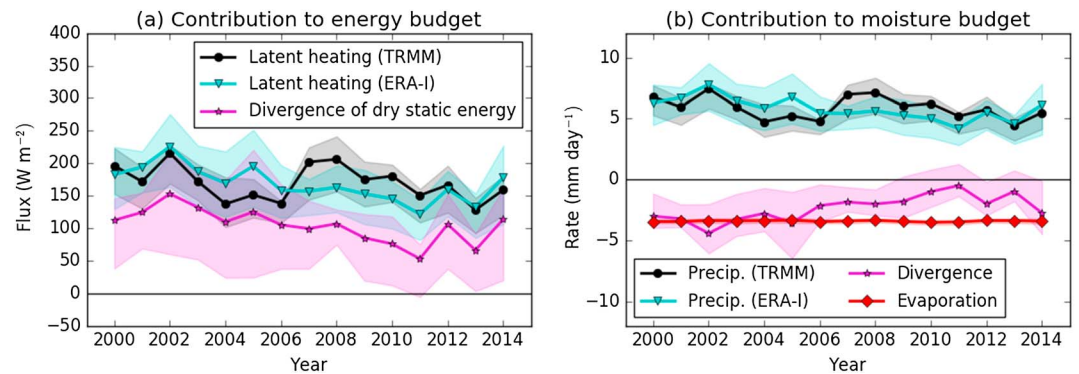 (a) Contribution to energy budget
400
350
300
250
200
150
100
50
0
−50
Flux (W m⁻²)
Latent heating (TRMM)
Latent heating (ERA-I)
Divergence of dry static energy
2000 2002 2004 2006 2008 2010 2012 2014
Year
(b) Contribution to moisture budget
10
5
0
−5
−10
Rate (mm day⁻¹)
Precip. (TRMM) Divergence
Precip. (ERA-I) Evaporation
2000 2002 2004 2006 2008 2010 2012 2014
Year